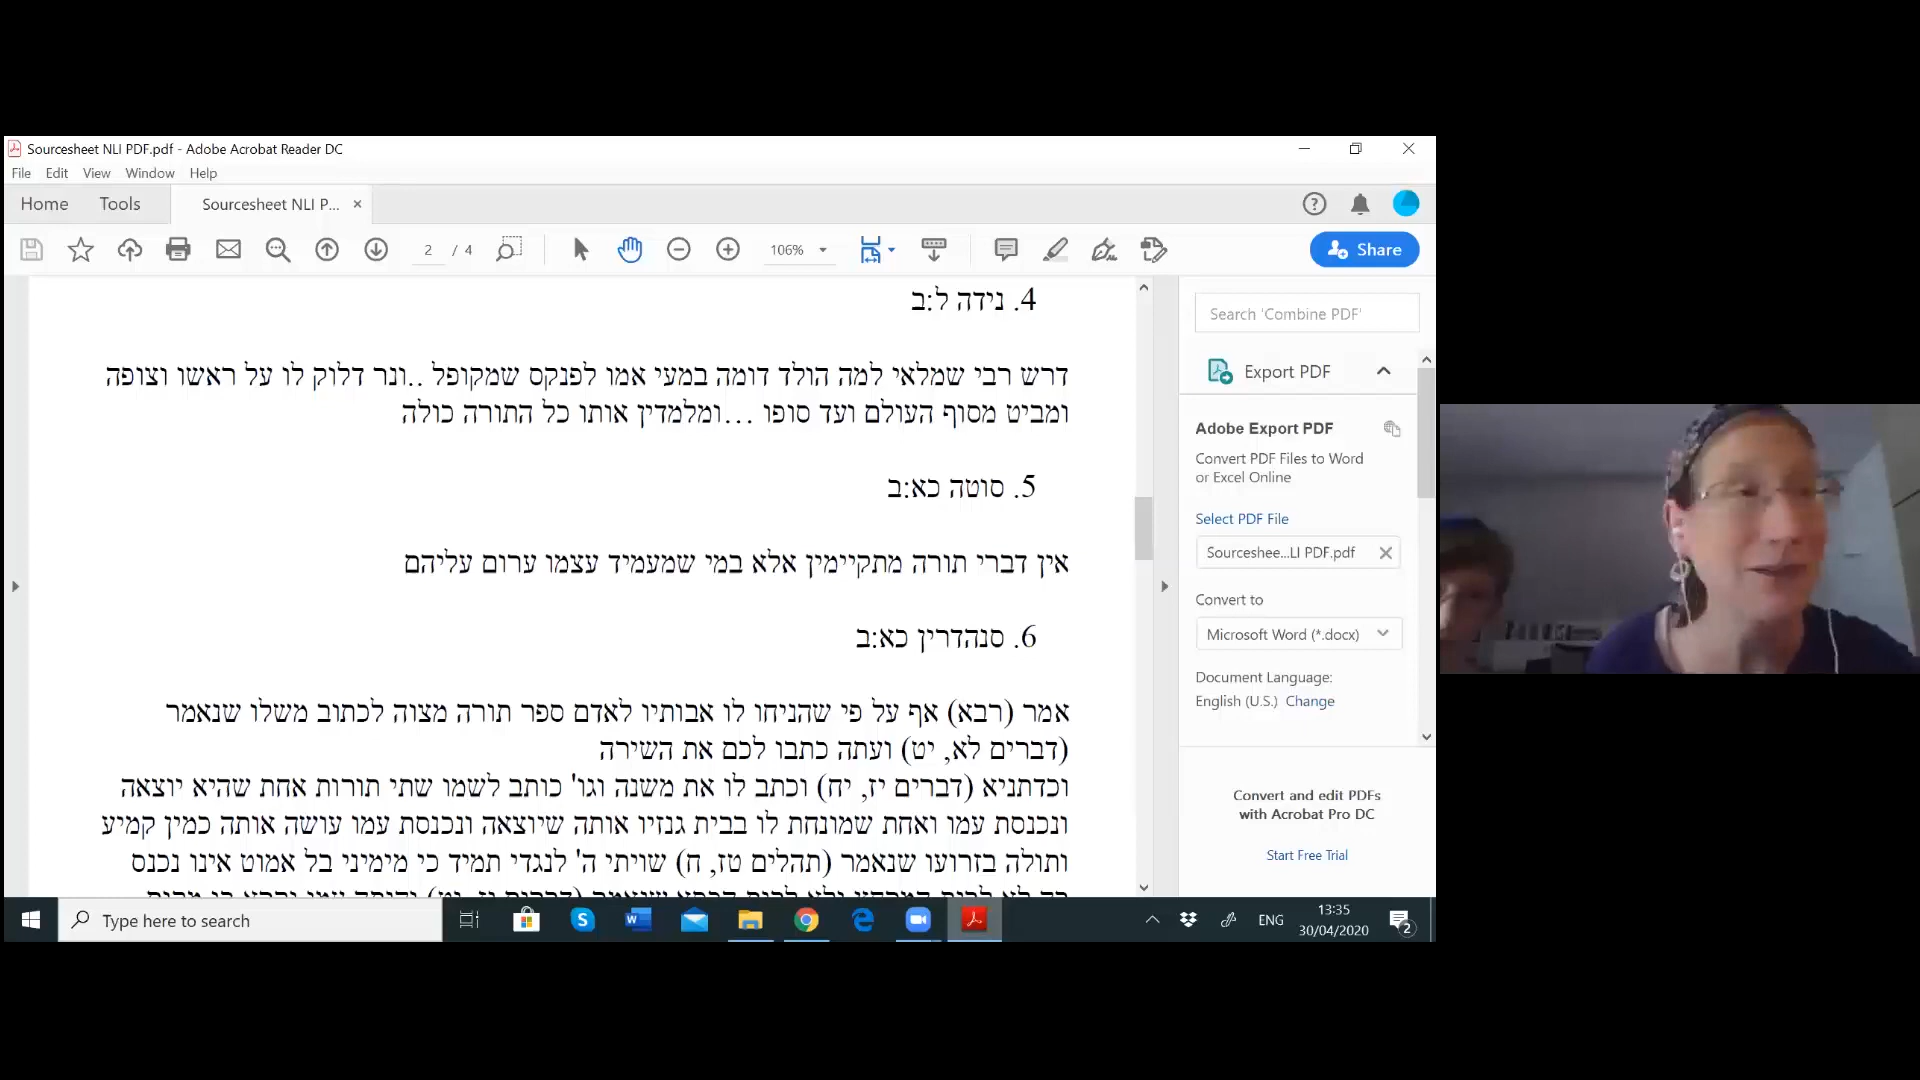 Sourcesheet NLI PDF.pdf - Adobe Acrobat Reader DC
File Edit View Window Help
Home Tools Sourcesheet NLI P... ×
2 / 4 106% Share
4. נידה ל:ב
דרש רבי שמלאי למה הולד דומה במעי אמו לפנקס שמקופל ..ונר דלוק לו על ראשו וצופה
ומביט מסוף העולם ועד סופו ...ומלמדין אותו כל התורה כולה
5. סוטה כא:ב
אין דברי תורה מתקיימין אלא במי שמעמיד עצמו ערום עליהם
6. סנהדרין כא:ב
אמר (רבא) אף על פי שהניחו לו אבותיו לאדם ספר תורה מצוה לכתוב משלו שנאמר
(דברים לא, יט) ועתה כתבו לכם את השירה
וכדתניא (דברים יז, יח) וכתב לו את משנה וגו' כותב לשמו שתי תורות אחת שהיא יוצאה
ונכנסת עמו ואחת שמונחת לו בבית גנזיו אותה שיוצאה ונכנסת עמו עושה אותה כמין קמיע
ותולה בזרועו שנאמר (תהלים טז, ח) שויתי ה' לנגדי תמיד כי מימיני בל אמוט אינו נכנס
Search 'Combine PDF'
Export PDF
Adobe Export PDF
Convert PDF Files to Word
or Excel Online
Select PDF File
Sourceshee...LI PDF.pdf
Convert to
Microsoft Word (*.docx)
Document Language:
English (U.S.) Change
Convert and edit PDFs
with Acrobat Pro DC
Start Free Trial
Type here to search
ENG
13:35
30/04/2020
2